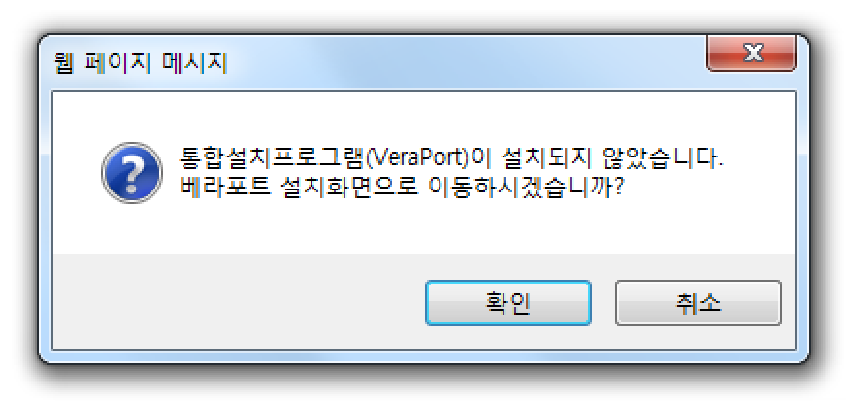 웹 페이지 메시지
통합설치프로그램(VeraPort)이 설치되지 않았습니다.
베라포트 설치화면으로 이동하시겠습니까?
확인
취소